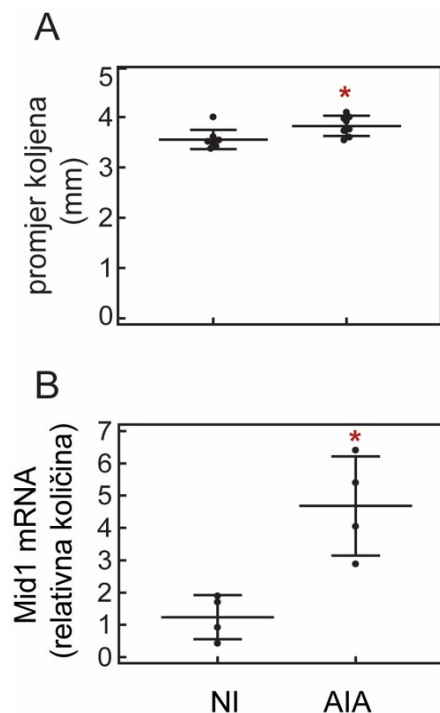 A
promjer koljena
(mm)
5
4
3
2
1
0
*
B
Mid1 mRNA
(relativna količina)
7
6
5
4
3
2
1
0
*
NI AIA